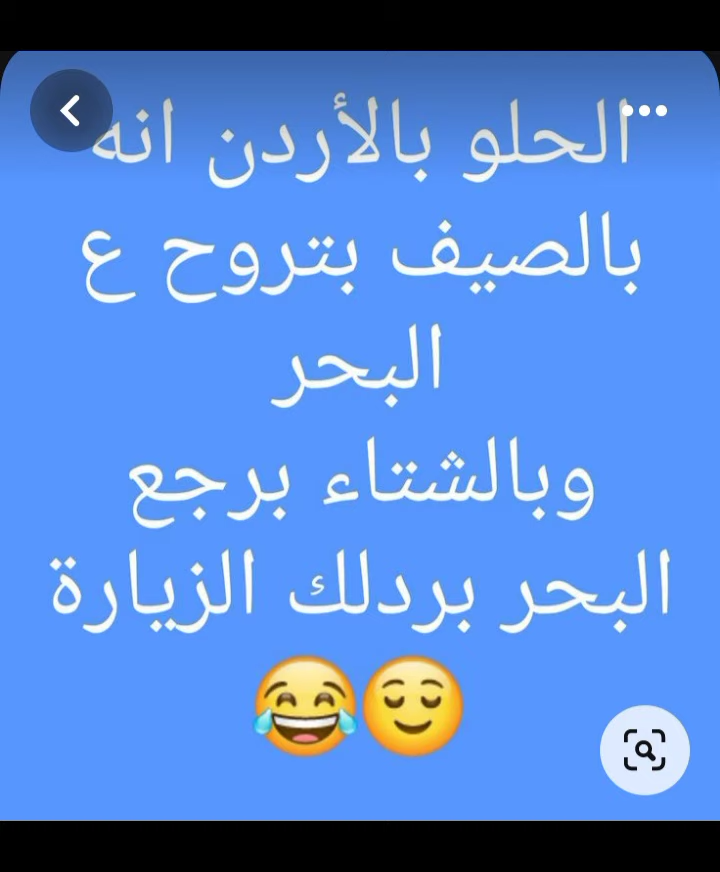 الحلو بالأردن انه
بالصيف بتروح ع
البحر
وبالشتاء برجع
البحر بردلك الزيارة
😌😂